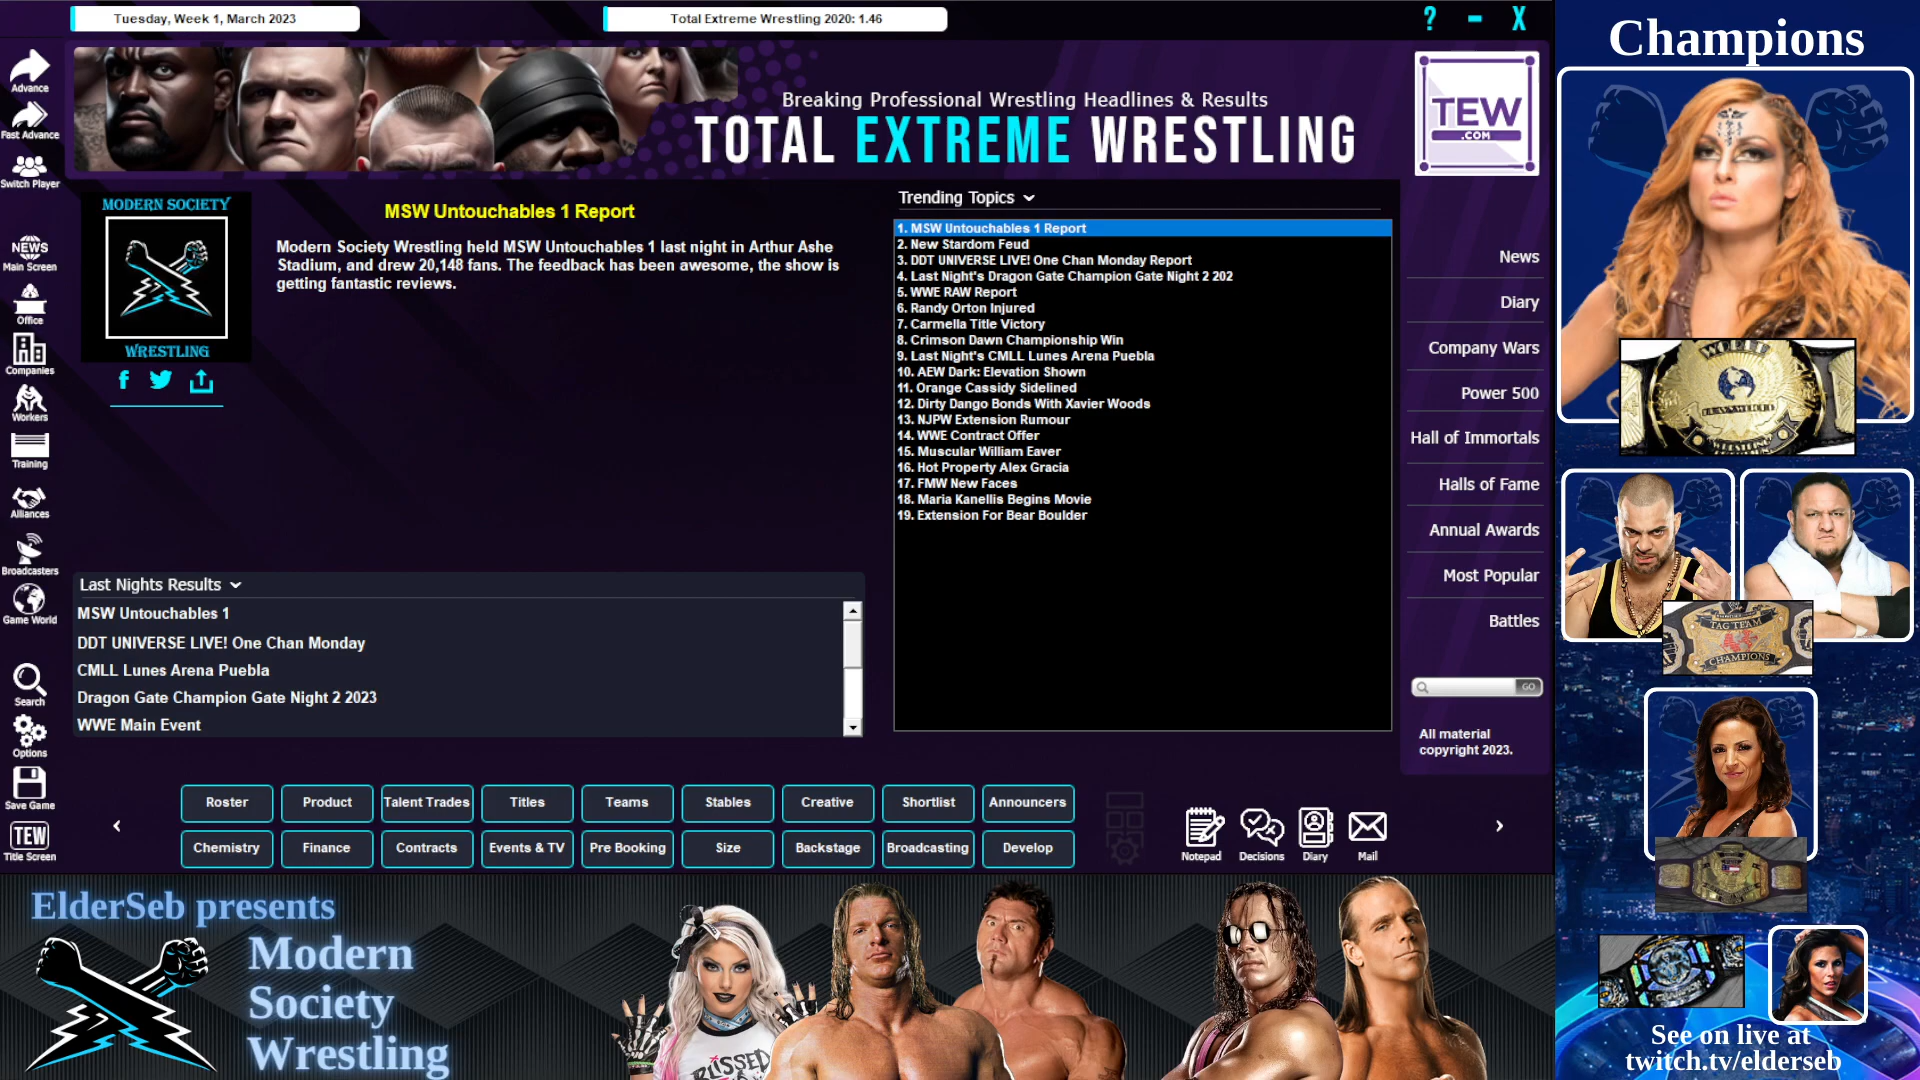 Tuesday, Week 1, March 2023
Total Extreme Wrestling 2020: 1.46
? - X
Champions
Advance
Fast Advance
Switch Player
NEWS
Main Screen
Office
Companies
Workers
Training
Alliances
Broadcasters
Game World
Search
Options
Save Game
TEW
Title Screen
Breaking Professional Wrestling Headlines & Results
TOTAL EXTREME WRESTLING
TEW
.COM
MODERN SOCIETY
WRESTLING
MSW Untouchables 1 Report
Modern Society Wrestling held MSW Untouchables 1 last night in Arthur Ashe
Stadium, and drew 20,148 fans. The feedback has been awesome, the show is
getting fantastic reviews.
Trending Topics
1. MSW Untouchables 1 Report
2. New Stardom Feud
3. DDT UNIVERSE LIVE! One Chan Monday Report
4. Last Night's Dragon Gate Champion Gate Night 2 202
5. WWE RAW Report
6. Randy Orton Injured
7. Carmella Title Victory
8. Crimson Dawn Championship Win
9. Last Night's CMLL Lunes Arena Puebla
10. AEW Dark: Elevation Shown
11. Orange Cassidy Sidelined
12. Dirty Dango Bonds With Xavier Woods
13. NJPW Extension Rumour
14. WWE Contract Offer
15. Muscular William Eaver
16. Hot Property Alex Gracia
17. FMW New Faces
18. Maria Kanellis Begins Movie
19. Extension For Bear Boulder
News
Diary
Company Wars
Power 500
Hall of Immortals
Halls of Fame
Annual Awards
Most Popular
Battles
GO
All material
copyright 2023.
Last Nights Results
MSW Untouchables 1
DDT UNIVERSE LIVE! One Chan Monday
CMLL Lunes Arena Puebla
Dragon Gate Champion Gate Night 2 2023
WWE Main Event
Roster
Product
Talent Trades
Titles
Teams
Stables
Creative
Shortlist
Announcers
Chemistry
Finance
Contracts
Events & TV
Pre Booking
Size
Backstage
Broadcasting
Develop
Notepad
Decisions
Diary
Mail
WORLD
HEAVYWEIGHT
WRESTLING
TAG TEAM
CHAMPIONS
ElderSeb presents
Modern
Society
Wrestling
BLISSED
See on live at
twitch.tv/elderseb